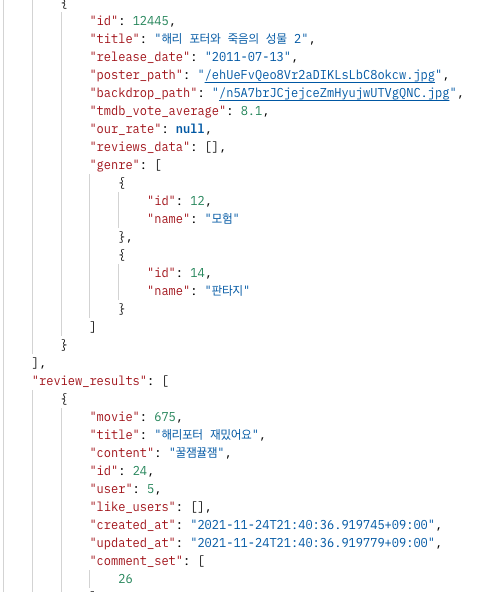 {
"id": 12445,
"title": "해리 포터와 죽음의 성물 2",
"release_date": "2011-07-13",
"poster_path": "/ehUeFvQeo8Vr2aDIKLsLbC8okcw.jpg",
"backdrop_path": "/n5A7brJCjejceZmHyujwUTVgQNC.jpg",
"tmdb_vote_average": 8.1,
"our_rate": null,
"reviews_data": [],
"genre": [
{
"id": 12,
"name": "모험"
},
{
"id": 14,
"name": "판타지"
}
]
}
],
"review_results": [
{
"movie": 675,
"title": "해리포터 재밌어요",
"content": "꿀잼뀰잼",
"id": 24,
"user": 5,
"like_users": [],
"created_at": "2021-11-24T21:40:36.919745+09:00",
"updated_at": "2021-11-24T21:40:36.919779+09:00",
"comment_set": [
26